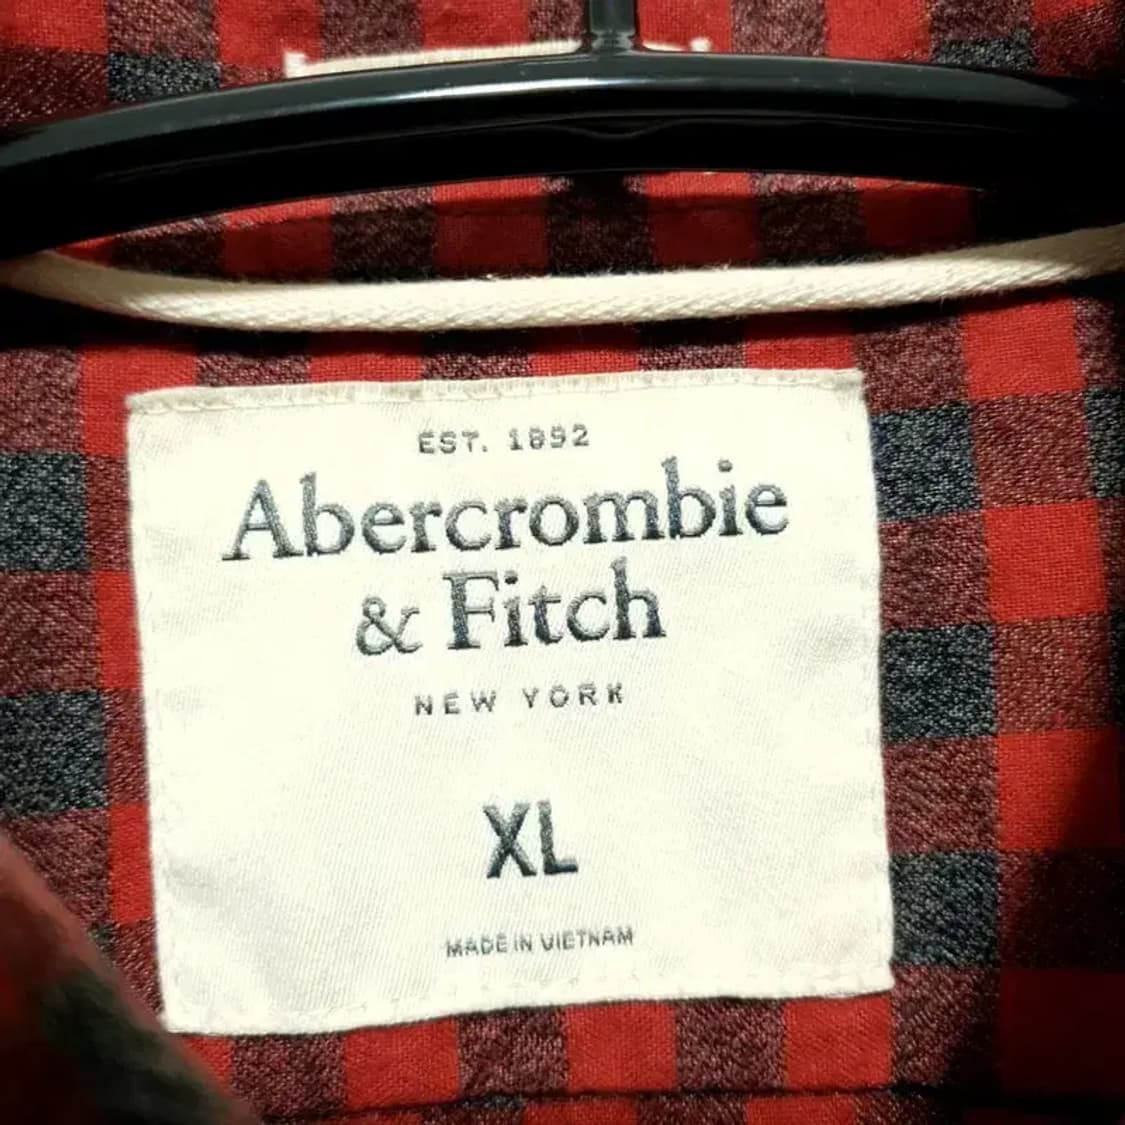 EST. 1892
Abercrombie
& Fitch
NEW YORK
XL
MADE IN VIETNAM